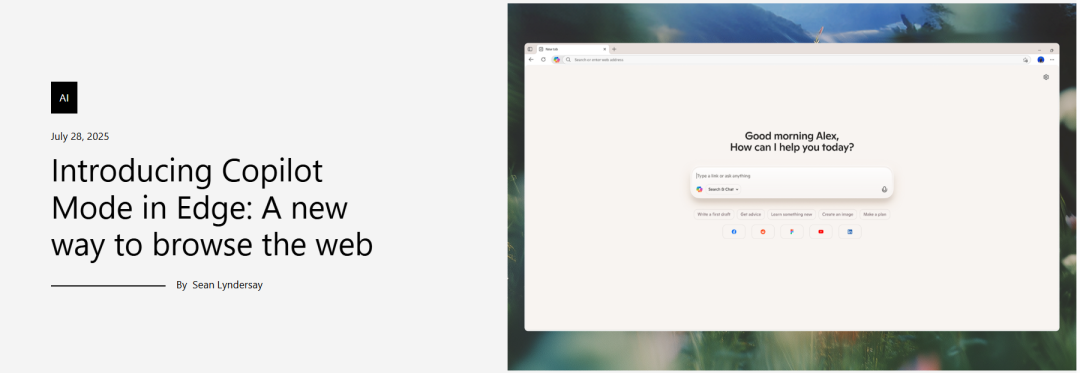 AI
July 28, 2025
Introducing Copilot
Mode in Edge: A new
way to browse the web
By Sean Lyndersay
New tab
Search or enter web address
Good morning Alex,
How can I help you today?
Type a link or ask anything
Search & Chat
Write a first draft
Get advice
Learn something new
Create an image
Make a plan